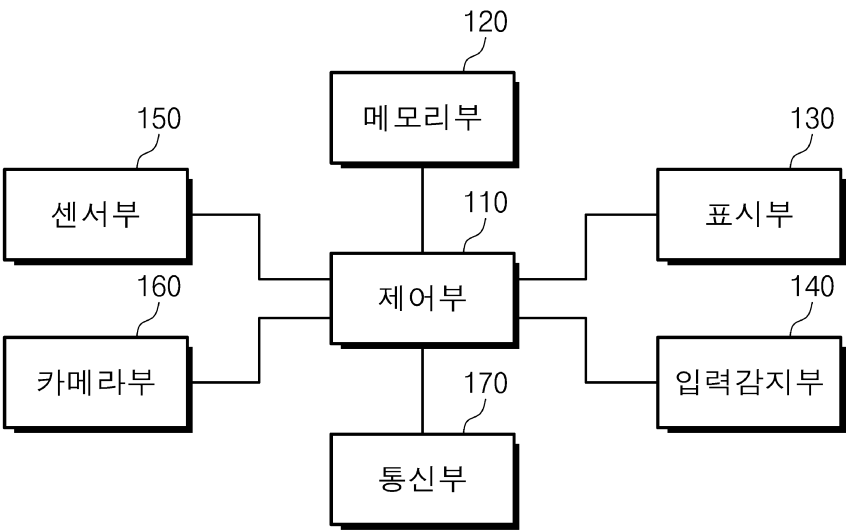 120
메모리부
150
센서부
130
표시부
110
제어부
160
카메라부
140
입력감지부
170
통신부